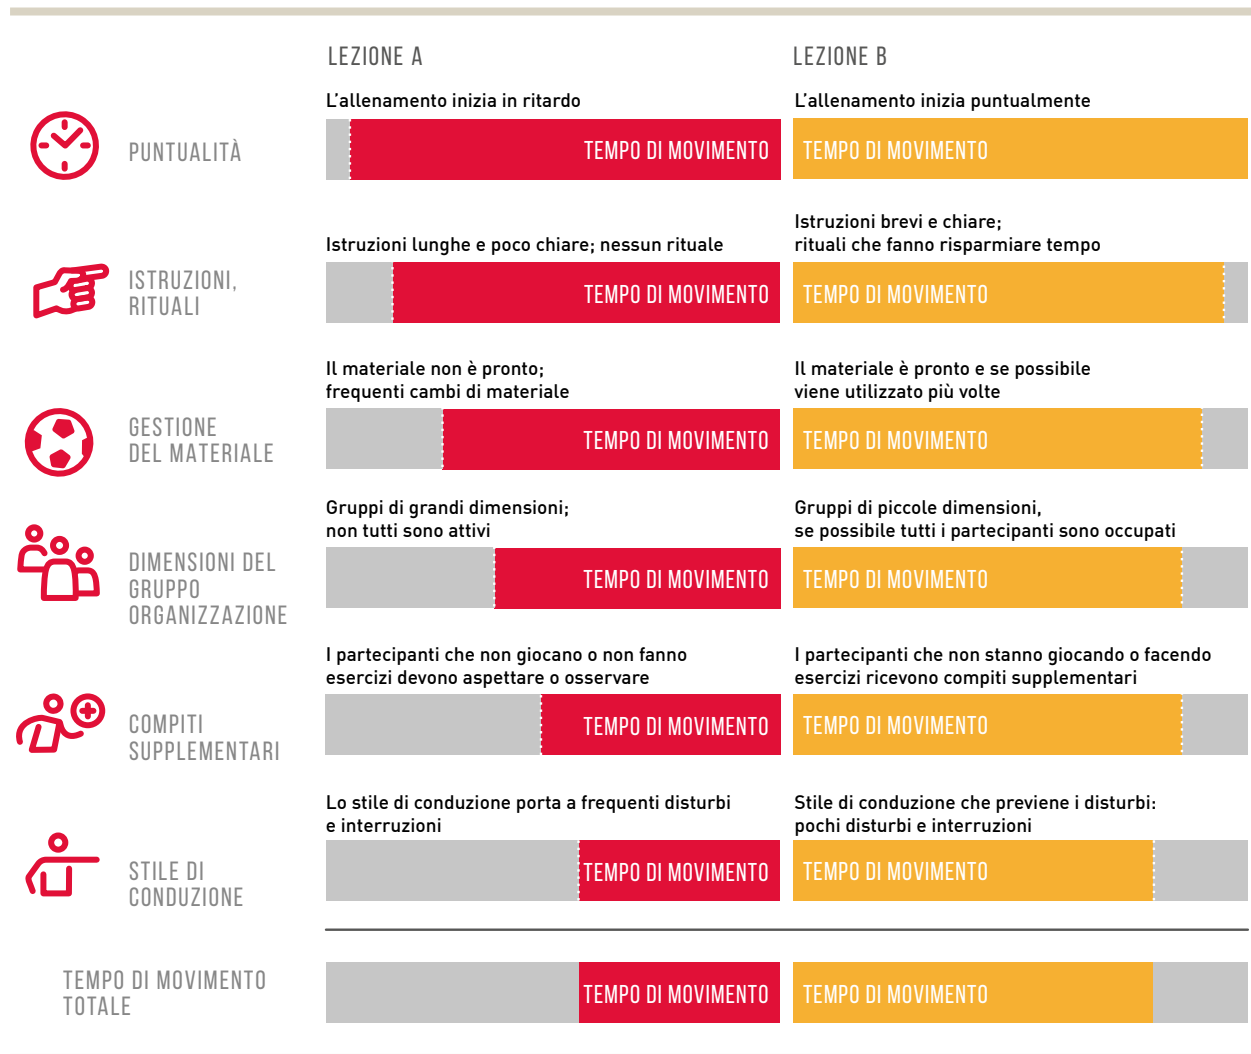 LEZIONE A
LEZIONE B
PUNTUALITÀ
L'allenamento inizia in ritardo
TEMPO DI MOVIMENTO
L'allenamento inizia puntualmente
TEMPO DI MOVIMENTO
ISTRUZIONI,
RITUALI
Istruzioni lunghe e poco chiare; nessun rituale
TEMPO DI MOVIMENTO
Istruzioni brevi e chiare;
rituali che fanno risparmiare tempo
TEMPO DI MOVIMENTO
GESTIONE
DEL MATERIALE
Il materiale non è pronto;
frequenti cambi di materiale
TEMPO DI MOVIMENTO
Il materiale è pronto e se possibile
viene utilizzato più volte
TEMPO DI MOVIMENTO
DIMENSIONI DEL
GRUPPO
ORGANIZZAZIONE
Gruppi di grandi dimensioni;
non tutti sono attivi
TEMPO DI MOVIMENTO
Gruppi di piccole dimensioni,
se possibile tutti i partecipanti sono occupati
TEMPO DI MOVIMENTO
COMPITI
SUPPLEMENTARI
I partecipanti che non giocano o non fanno
esercizi devono aspettare o osservare
TEMPO DI MOVIMENTO
I partecipanti che non stanno giocando o facendo
esercizi ricevono compiti supplementari
TEMPO DI MOVIMENTO
STILE DI
CONDUZIONE
Lo stile di conduzione porta a frequenti disturbi
e interruzioni
TEMPO DI MOVIMENTO
Stile di conduzione che previene i disturbi:
pochi disturbi e interruzioni
TEMPO DI MOVIMENTO
TEMPO DI MOVIMENTO
TOTALE
TEMPO DI MOVIMENTO
TEMPO DI MOVIMENTO